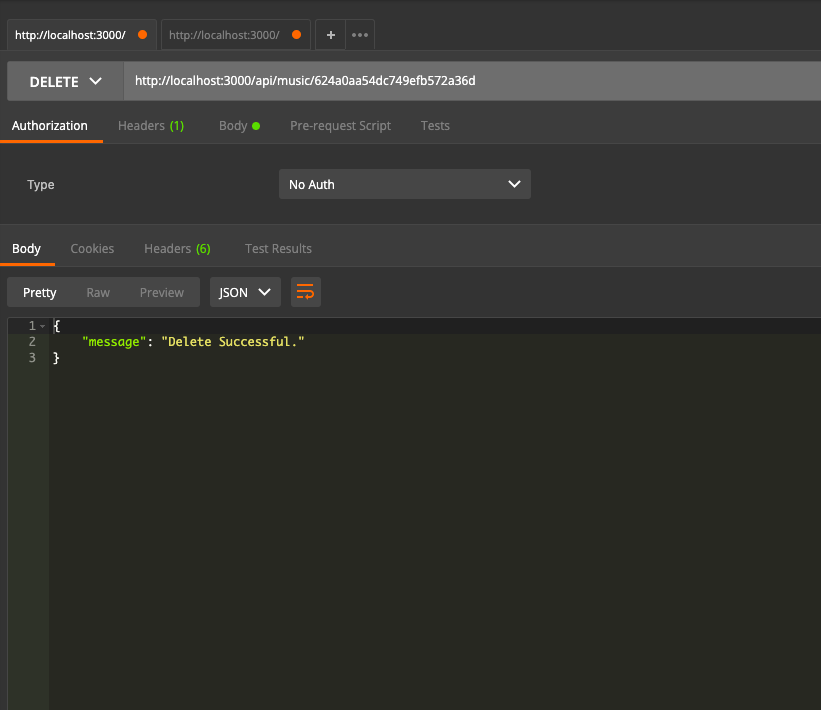 http://localhost:3000/ http://localhost:3000/ + •••
DELETE http://localhost:3000/api/music/624a0aa54dc749efb572a36d
Authorization Headers (1) Body Pre-request Script Tests
Type No Auth
Body Cookies Headers (6) Test Results
Pretty Raw Preview JSON
1 {
2 "message": "Delete Successful."
3 }